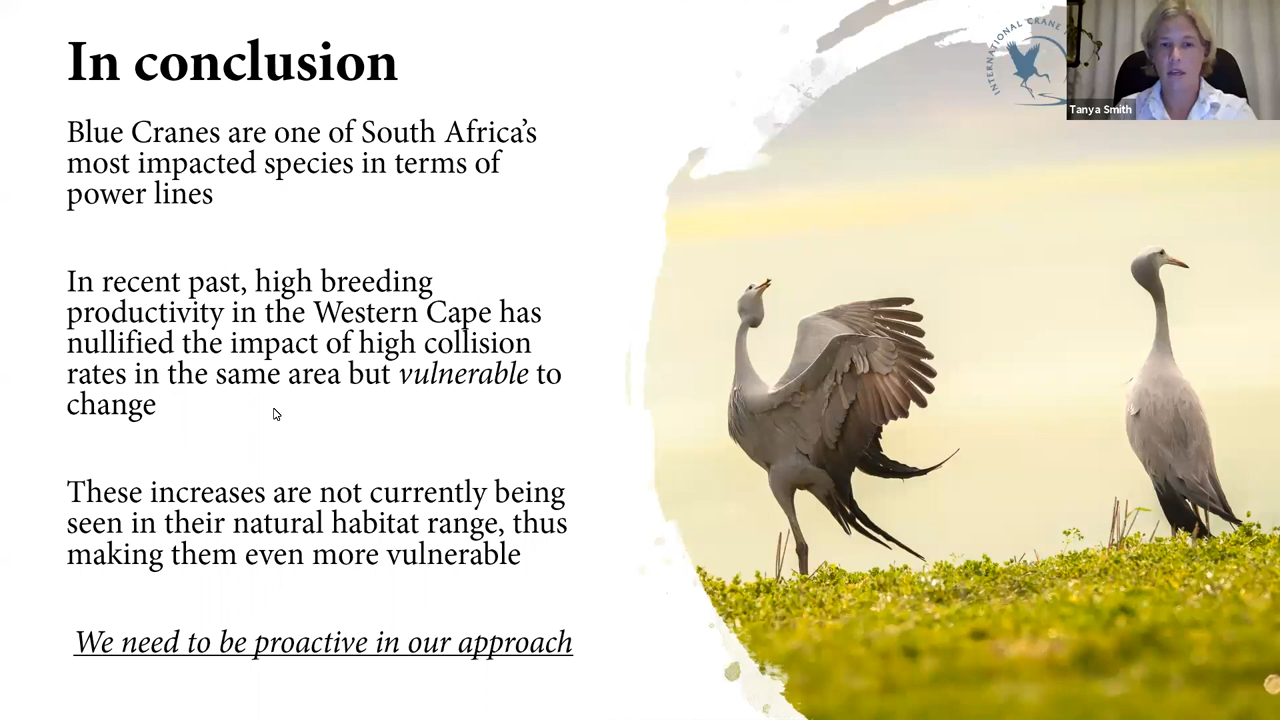 In conclusion
Blue Cranes are one of South Africa's
most impacted species in terms of
power lines
In recent past, high breeding
productivity in the Western Cape has
nullified the impact of high collision
rates in the same area but vulnerable to
change
These increases are not currently being
seen in their natural habitat range, thus
making them even more vulnerable
We need to be proactive in our approach
INTERNATIONAL CRANE
Tanya Smith